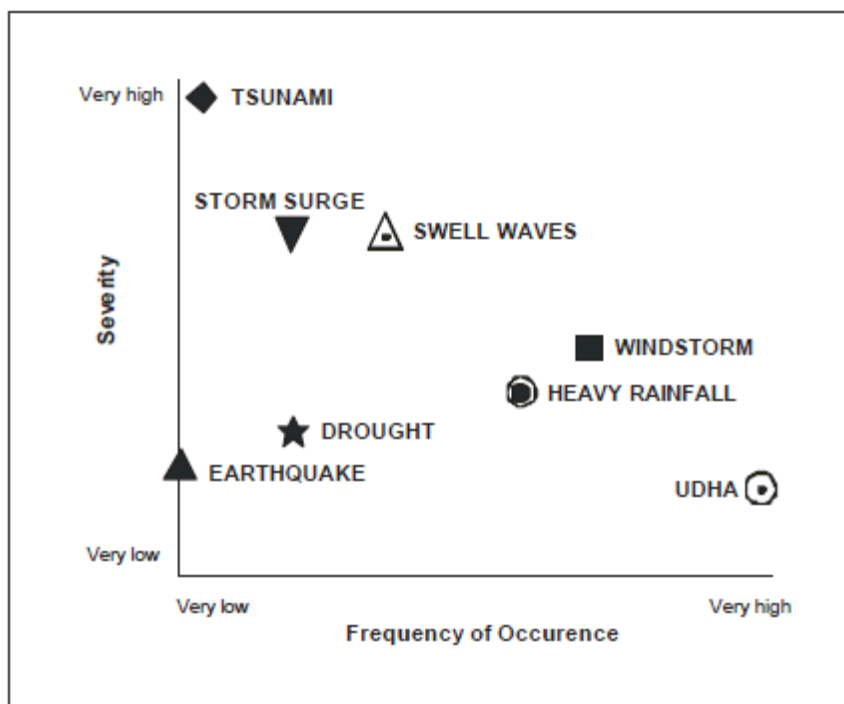 Very high
TSUNAMI
STORM SURGE
SWELL WAVES
Severity
WINDSTORM
HEAVY RAINFALL
DROUGHT
EARTHQUAKE
UDHA
Very low
Very low
Very high
Frequency of Occurence